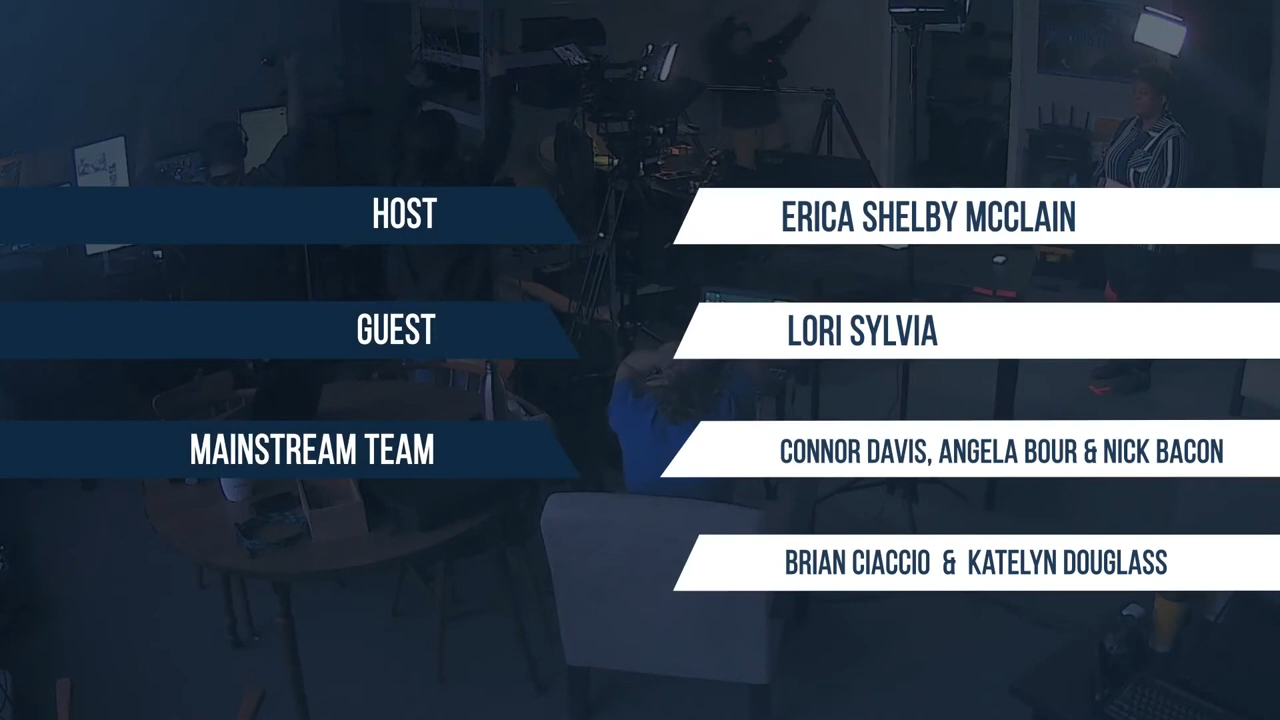 HOST
ERICA SHELBY MCCLAIN
GUEST
LORI SYLVIA
MAINSTREAM TEAM
CONNOR DAVIS, ANGELA BOUR & NICK BACON
BRIAN CIACCIO & KATELYN DOUGLASS